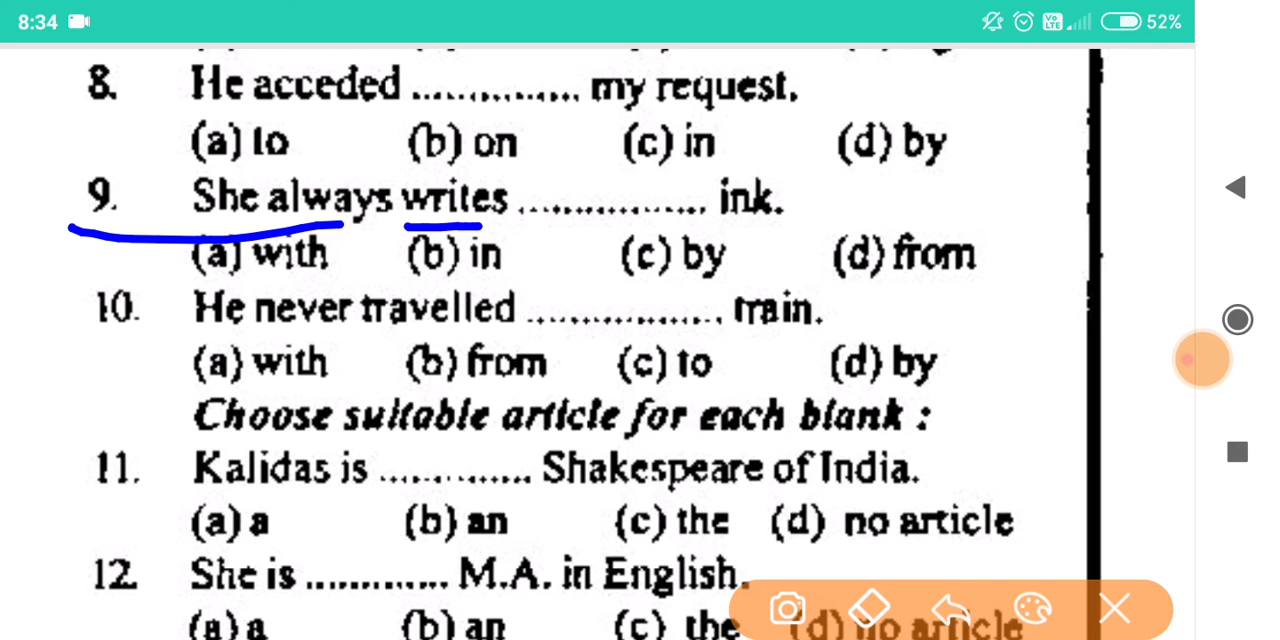 8:34 Vo LTE 52%
8. He acceded .............. my request.
(a) to (b) on (c) in (d) by
9. She always writes ................. ink.
(a) with (b) in (c) by (d) from
10. He never travelled .................. train.
(a) with (b) from (c) to (d) by
Choose suitable article for each blank :
11. Kalidas is .............. Shakespeare of India.
(a) a (b) an (c) the (d) no article
12. She is ............. M.A. in English.
(a) a (b) an (c) the (d) no article